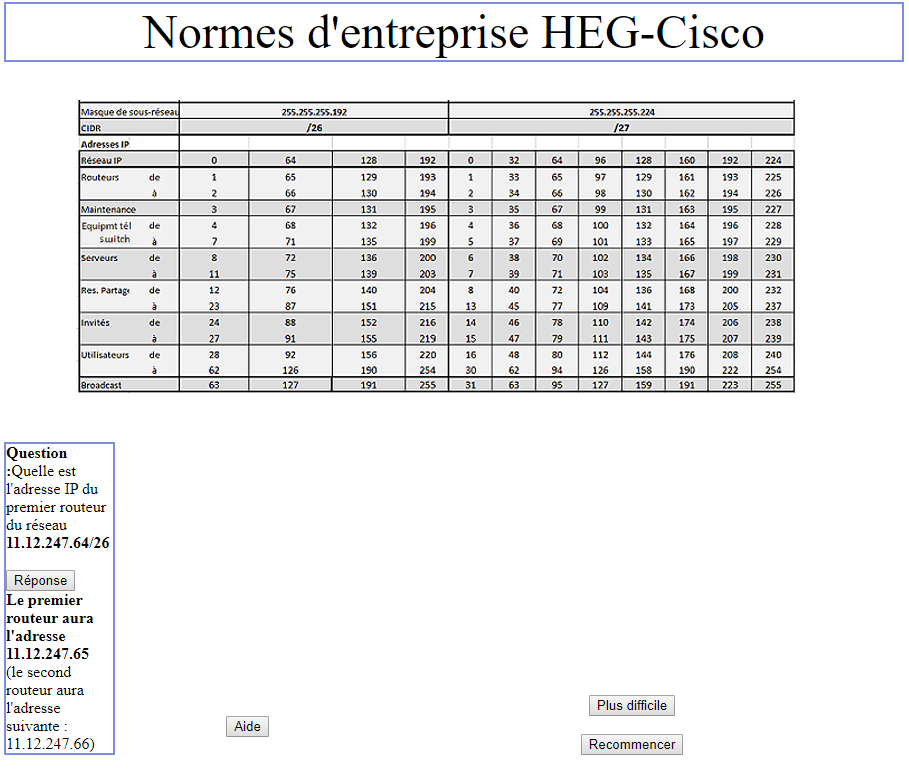 Normes d'entreprise HEG-Cisco
Masque de sous-réseau 255.255.255.192 255.255.255.224
CIDR /26 /27
Adresses IP
Réseau IP 0 64 128 192 0 32 64 96 128 160 192 224
Routeurs de 1 65 129 193 1 33 65 97 129 161 193 225
à 2 66 130 194 2 34 66 98 130 162 194 226
Maintenance 3 67 131 195 3 35 67 99 131 163 195 227
Equipmt tél de 4 68 132 196 4 36 68 100 132 164 196 228
switch à 7 71 135 199 5 37 69 101 133 165 197 229
Serveurs de 8 72 136 200 6 38 70 102 134 166 198 230
à 11 75 139 203 7 39 71 103 135 167 199 231
Res. Partage de 12 76 140 204 8 40 72 104 136 168 200 232
à 23 87 151 215 13 45 77 109 141 173 205 237
Invités de 24 88 152 216 14 46 78 110 142 174 206 238
à 27 91 155 219 15 47 79 111 143 175 207 239
Utilisateurs de 28 92 156 220 16 48 80 112 144 176 208 240
à 62 126 190 254 30 62 94 126 158 190 222 254
Broadcast 63 127 191 255 31 63 95 127 159 191 223 255
Question
:Quelle est
l'adresse IP du
premier routeur
du réseau
11.12.247.64/26
Réponse
Le premier
routeur aura
l'adresse
11.12.247.65
(le second
routeur aura
l'adresse
suivante :
11.12.247.66)
Aide
Plus difficile
Recommencer